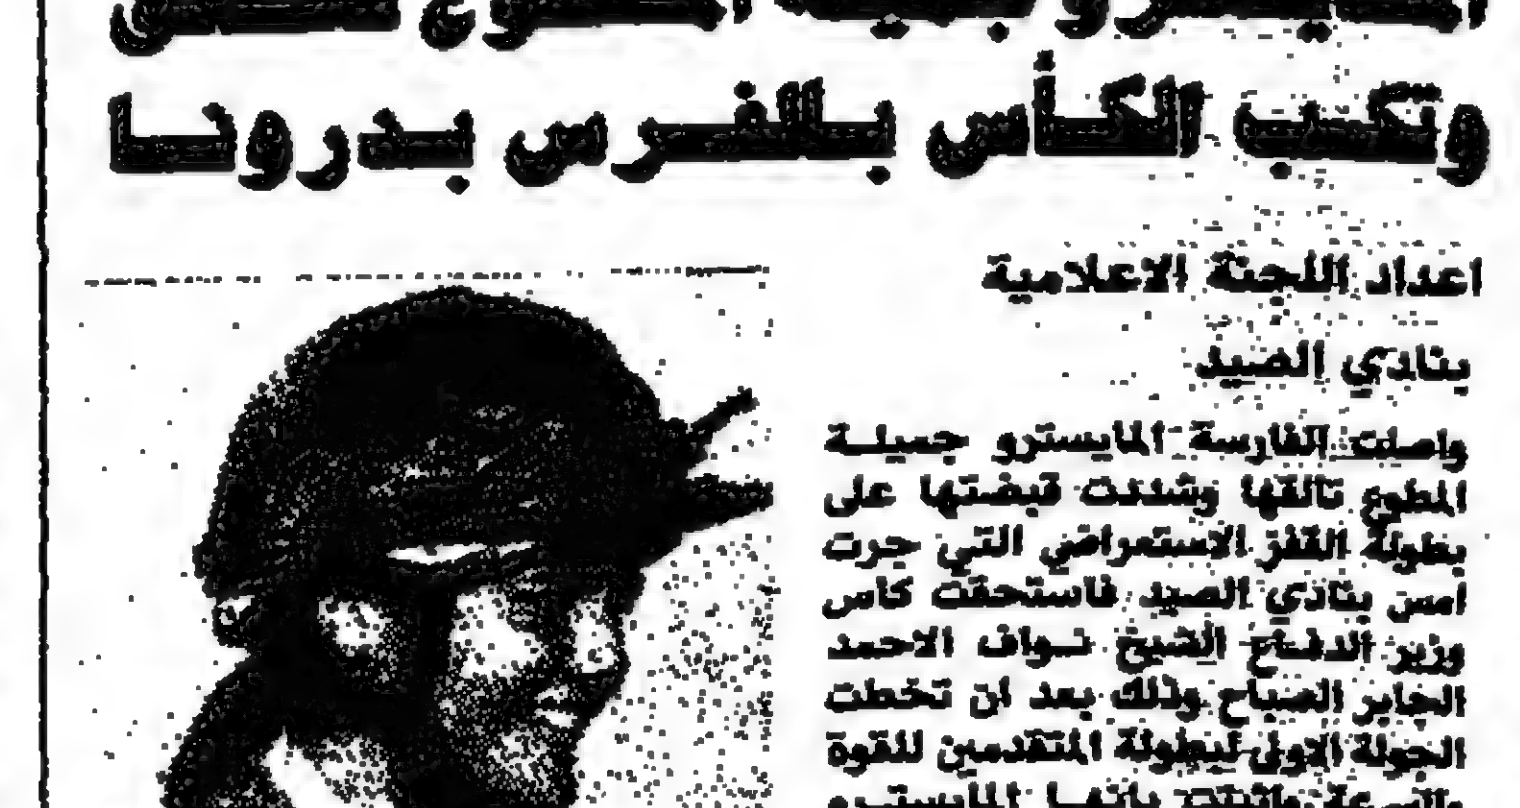 وتكسب الكأس بالفرس بدرونا
اعداد اللجنة الاعلامية
بنادي الصيد
واصلت الفارسة المايسترو جميلة
المطوع تألقها وشددت قبضتها على
بطولة القفز الاستعراضي التي جرت
امس بنادي الصيد فاستحقت كاس
وزير الدفاع الشيخ نواف الاحمد
الجابر الصباح وذلك بعد ان تخطت
الجولة الاولى لبطولة المتقدمين للقوة